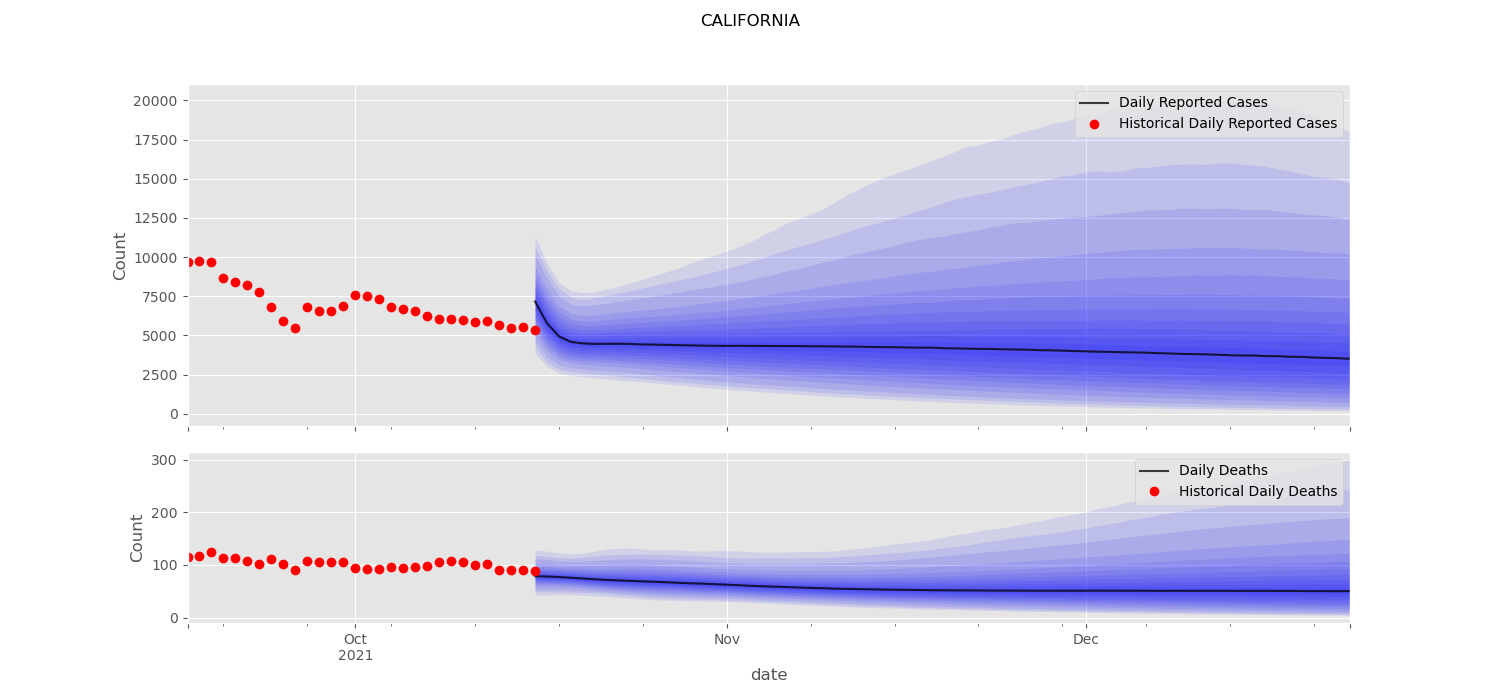 CALIFORNIA
20000
17500
15000
12500
10000
7500
5000
2500
0
Count
Daily Reported Cases
Historical Daily Reported Cases
300
200
100
0
Count
Daily Deaths
Historical Daily Deaths
Oct
2021
Nov
Dec
date